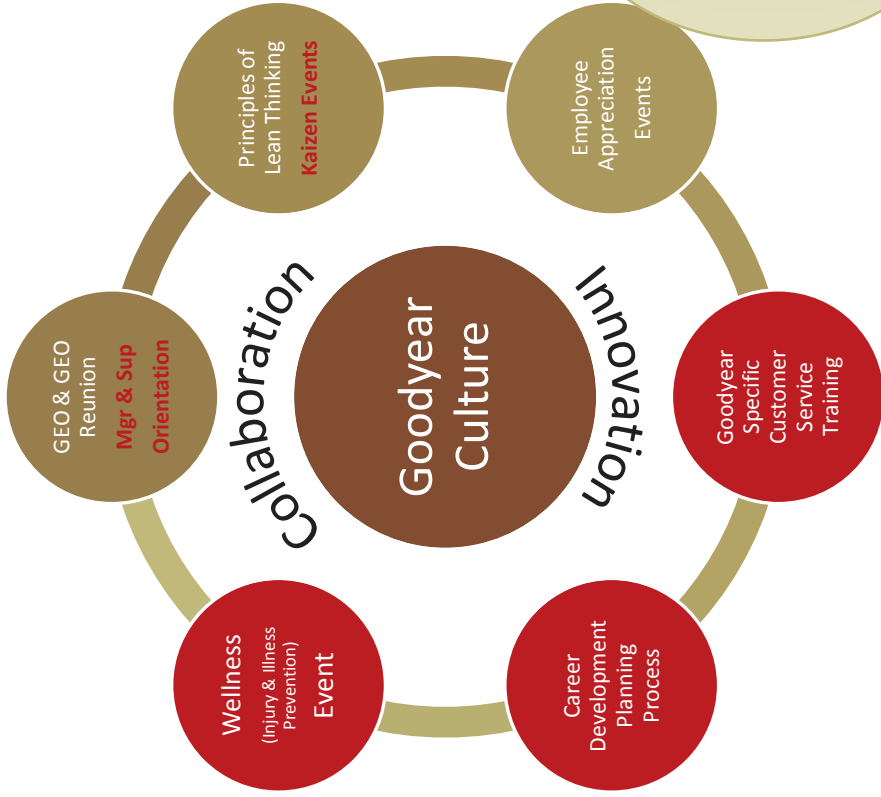 Goodyear
Culture
Collaboration
Innovation
GEO & GEO
Reunion
Mgr & Sup
Orientation
Principles of
Lean Thinking
Kaizen Events
Employee
Appreciation
Events
Goodyear
Specific
Customer
Service
Training
Career
Development
Planning
Process
Wellness
(Injury & Illness
Prevention)
Event